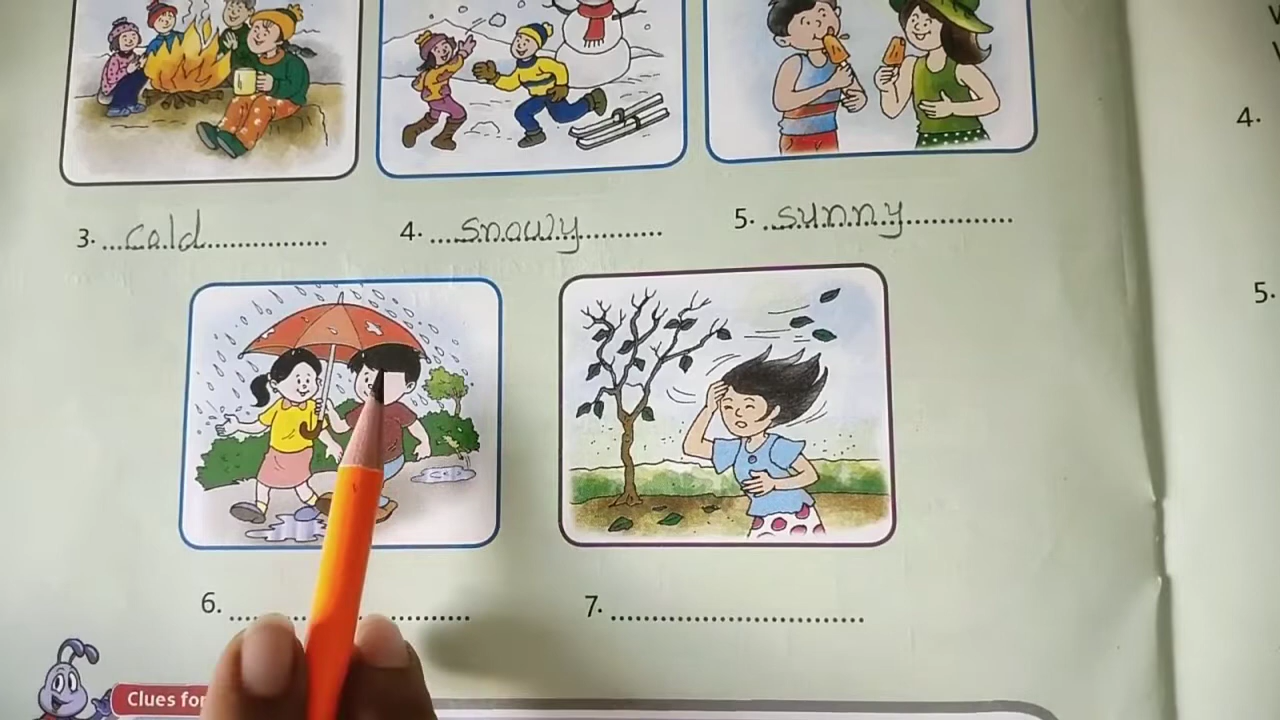 3. cold
4. snowy
5. sunny
6.
7.
Clues for
4.
5.